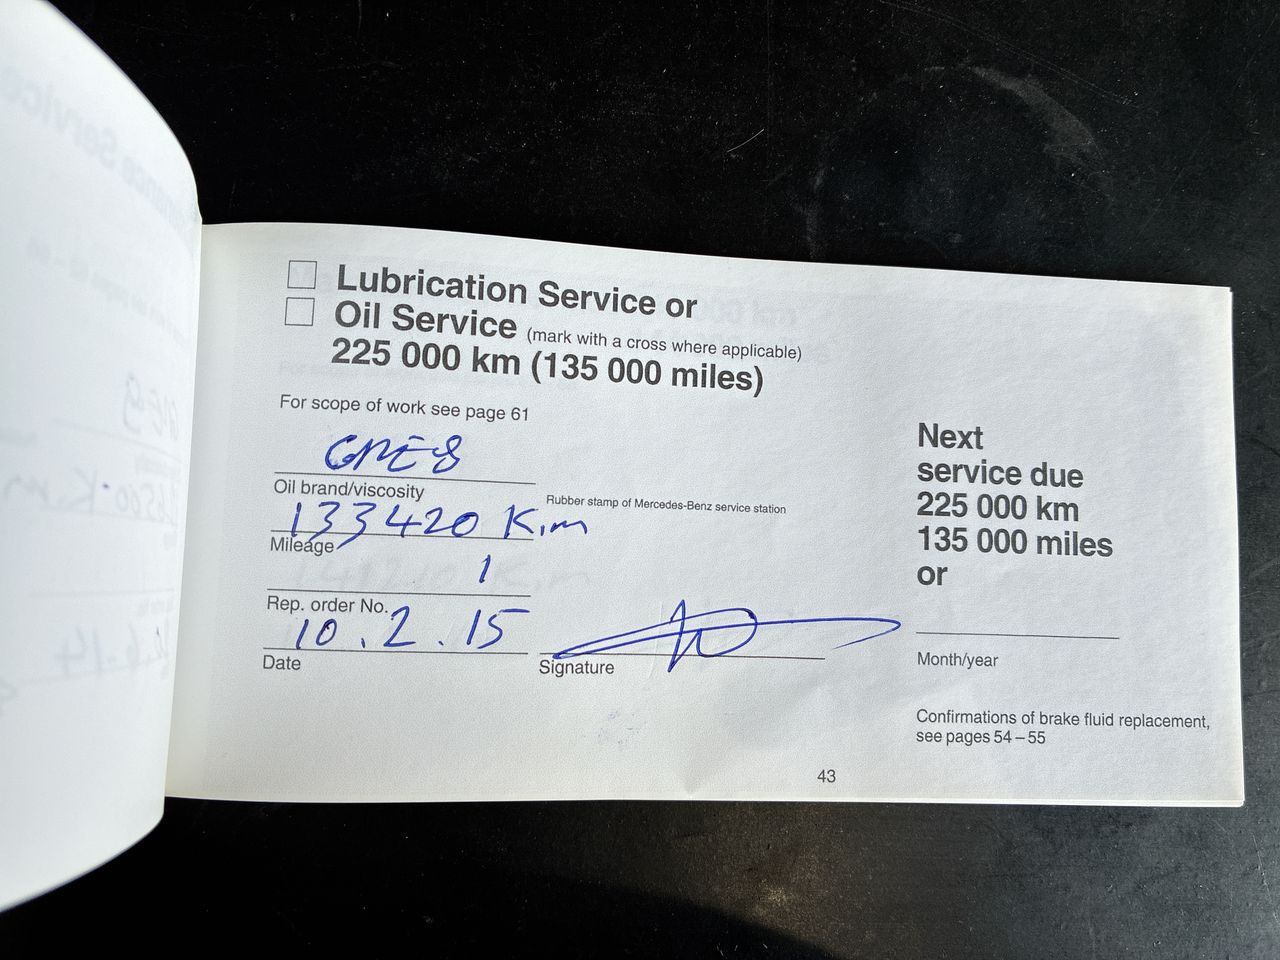 Lubrication Service or
Oil Service (mark with a cross where applicable)
225 000 km (135 000 miles)
For scope of work see page 61
Oil brand/viscosity
Rubber stamp of Mercedes-Benz service station
133420 K.m
Mileage
1
Rep. order No.
10.2.15
Date
Signature
Next
service due
225 000 km
135 000 miles
or
Month/year
Confirmations of brake fluid replacement,
see pages 54 – 55
43